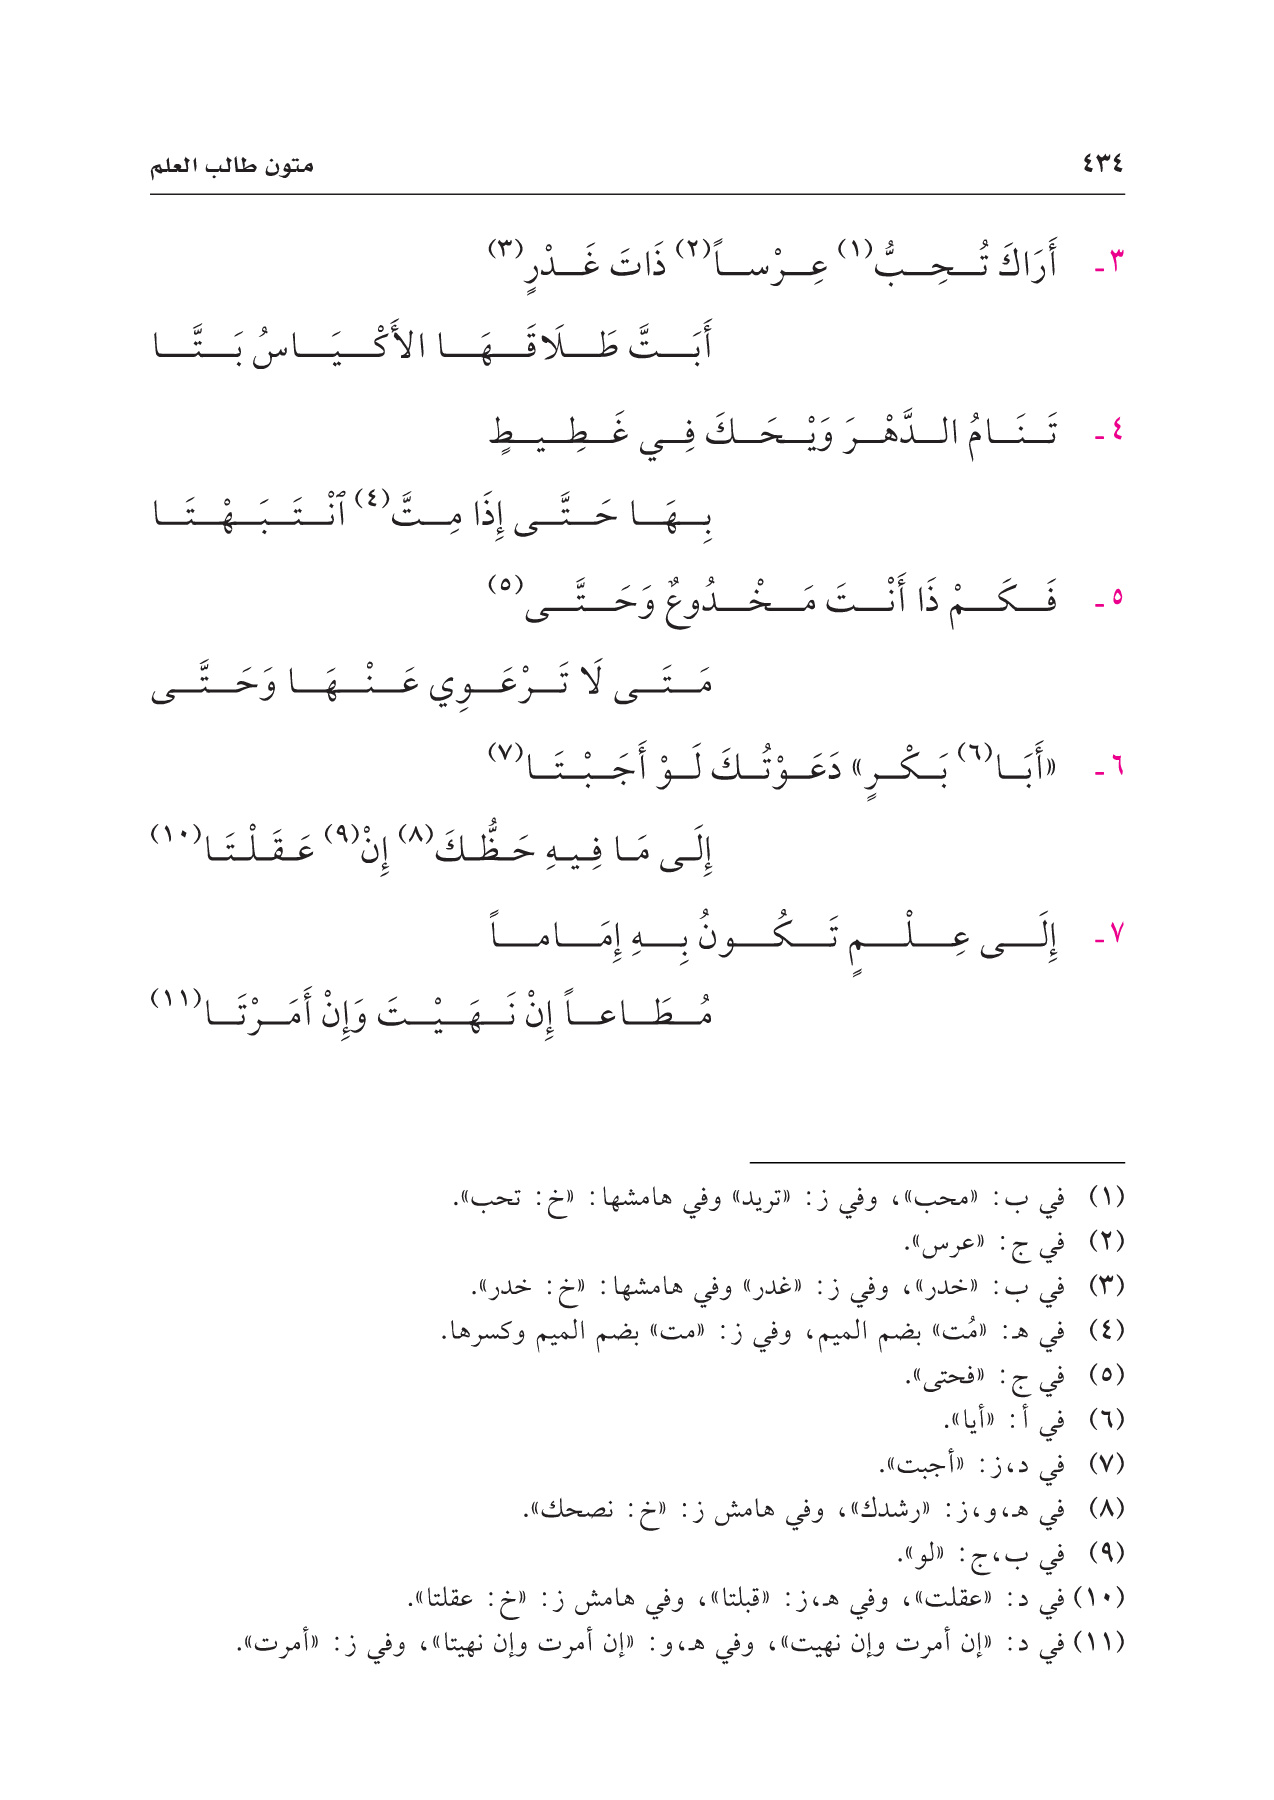 ٤٣٤ متون طالب العلم
٣ - أَرَاكَ تُحِبُّ(١) عِرْساً(٢) ذَاتَ غَدْرٍ(٣)
أَبَتَّ طَلَاقَهَا الأَكْيَاسُ بَتَّا
٤ - تَنَامُ الدَّهْرَ وَيْحَكَ فِي غَطِيطٍ
بِهَا حَتَّى إِذَا مِتَّ(٤) ٱنْتَبَهْتَا
٥ - فَكَمْ ذَا أَنْتَ مَخْدُوعٌ وَحَتَّى(٥)
مَتَى لَا تَرْعَوِي عَنْهَا وَحَتَّى
٦ - «أَبَا(٦) بَكْرٍ» دَعَوْتُكَ لَوْ أَجَبْتَا(٧)
إِلَى مَا فِيهِ حَظُّكَ(٨) إِنْ(٩) عَقَلْتَا(١٠)
٧ - إِلَى عِلْمٍ تَكُونُ بِهِ إِمَاماً
مُطَاعاً إِنْ نَهَيْتَ وَإِنْ أَمَرْتَا(١١)
(١) في ب: «محب»، وفي ز: «تريد» وفي هامشها: «خ: تحب».
(٢) في ج: «عرس».
(٣) في ب: «خدر»، وفي ز: «غدر» وفي هامشها: «خ: خدر».
(٤) في هـ: «مُت» بضم الميم، وفي ز: «مت» بضم الميم وكسرها.
(٥) في ج: «فحتى».
(٦) في أ: «أيا».
(٧) في د،ز: «أجبت».
(٨) في هـ،و،ز: «رشدك»، وفي هامش ز: «خ: نصحك».
(٩) في ب،ج: «لو».
(١٠) في د: «عقلت»، وفي هـ،ز: «قبلتا»، وفي هامش ز: «خ: عقلتا».
(١١) في د: «إن أمرت وإن نهيت»، وفي هـ،و: «إن أمرت وإن نهيتا»، وفي ز: «أمرت».